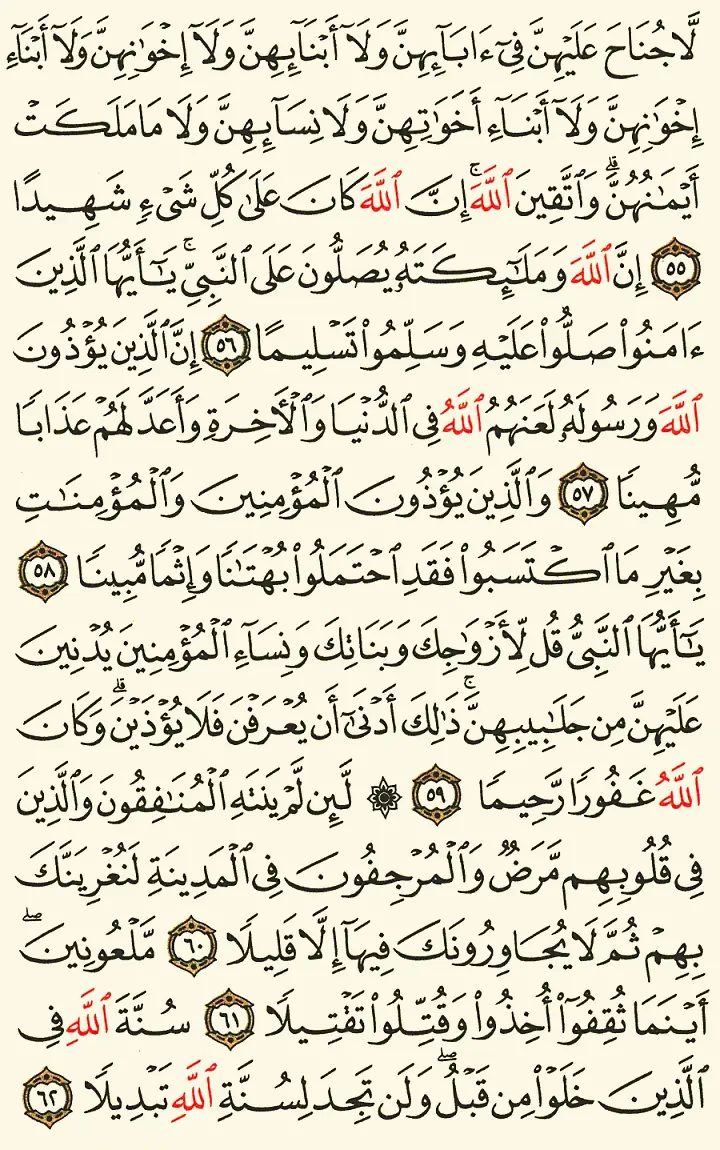 لَّا جُنَاحَ عَلَيْهِنَّ فِىٓ ءَابَآئِهِنَّ وَلَآ أَبْنَآئِهِنَّ وَلَآ إِخْوَٰنِهِنَّ وَلَآ أَبْنَآءِ
إِخْوَٰنِهِنَّ وَلَآ أَبْنَآءِ أَخَوَٰتِهِنَّ وَلَا نِسَآئِهِنَّ وَلَا مَا مَلَكَتْ
أَيْمَٰنُهُنَّ ۗ وَٱتَّقِينَ ٱللَّهَ ۚ إِنَّ ٱللَّهَ كَانَ عَلَىٰ كُلِّ شَىْءٍ شَهِيدًا
٥٥ إِنَّ ٱللَّهَ وَمَلَٰٓئِكَتَهُۥ يُصَلُّونَ عَلَى ٱلنَّبِىِّ ۚ يَٰٓأَيُّهَا ٱلَّذِينَ
ءَامَنُوا۟ صَلُّوا۟ عَلَيْهِ وَسَلِّمُوا۟ تَسْلِيمًا ٥٦ إِنَّ ٱلَّذِينَ يُؤْذُونَ
ٱللَّهَ وَرَسُولَهُۥ لَعَنَهُمُ ٱللَّهُ فِى ٱلدُّنْيَا وَٱلْـَٔاخِرَةِ وَأَعَدَّ لَهُمْ عَذَابًا
مُّهِينًا ٥٧ وَٱلَّذِينَ يُؤْذُونَ ٱلْمُؤْمِنِينَ وَٱلْمُؤْمِنَٰتِ
بِغَيْرِ مَا ٱكْتَسَبُوا۟ فَقَدِ ٱحْتَمَلُوا۟ بُهْتَٰنًا وَإِثْمًا مُّبِينًا ٥٨
يَٰٓأَيُّهَا ٱلنَّبِىُّ قُل لِّأَزْوَٰجِكَ وَبَنَاتِكَ وَنِسَآءِ ٱلْمُؤْمِنِينَ يُدْنِينَ
عَلَيْهِنَّ مِن جَلَٰبِيبِهِنَّ ۚ ذَٰلِكَ أَدْنَىٰٓ أَن يُعْرَفْنَ فَلَا يُؤْذَيْنَ ۗ وَكَانَ
ٱللَّهُ غَفُورًا رَّحِيمًا ٥٩ ۞ لَّئِن لَّمْ يَنتَهِ ٱلْمُنَٰفِقُونَ وَٱلَّذِينَ
فِى قُلُوبِهِم مَّرَضٌ وَٱلْمُرْجِفُونَ فِى ٱلْمَدِينَةِ لَنُغْرِيَنَّكَ
بِهِمْ ثُمَّ لَا يُجَاوِرُونَكَ فِيهَآ إِلَّا قَلِيلًا ٦٠ مَّلْعُونِينَ ۖ
أَيْنَمَا ثُقِفُوٓا۟ أُخِذُوا۟ وَقُتِّلُوا۟ تَقْتِيلًا ٦١ سُنَّةَ ٱللَّهِ فِى
ٱلَّذِينَ خَلَوْا۟ مِن قَبْلُ ۖ وَلَن تَجِدَ لِسُنَّةِ ٱللَّهِ تَبْدِيلًا ٦٢